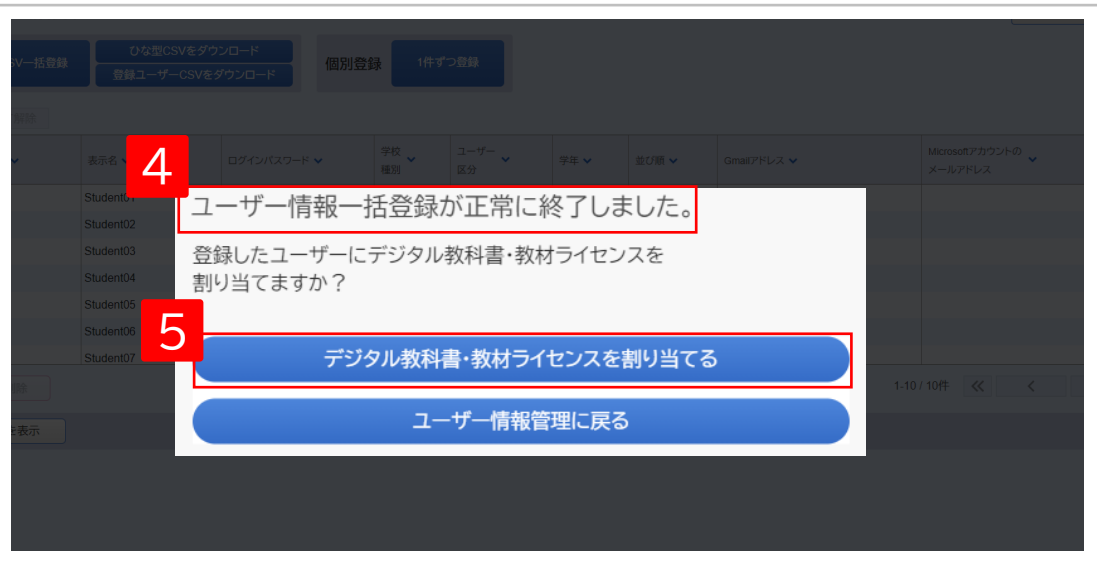 V一括登録
ひな型CSVをダウンロード
登録ユーザーCSVをダウンロード
個別登録
1件ずつ登録
削除
表示名
ログインパスワード
学校
種別
ユーザー
区分
学年
並び順
Gmailアドレス
Microsoftアカウントの
メールアドレス
4
Student01
Student02
Student03
Student04
Student05
Student06
Student07
ユーザー情報一括登録が正常に終了しました。
登録したユーザーにデジタル教科書・教材ライセンスを
割り当てますか？
5
デジタル教科書・教材ライセンスを割り当てる
ユーザー情報管理に戻る
1-10 / 10件
を表示